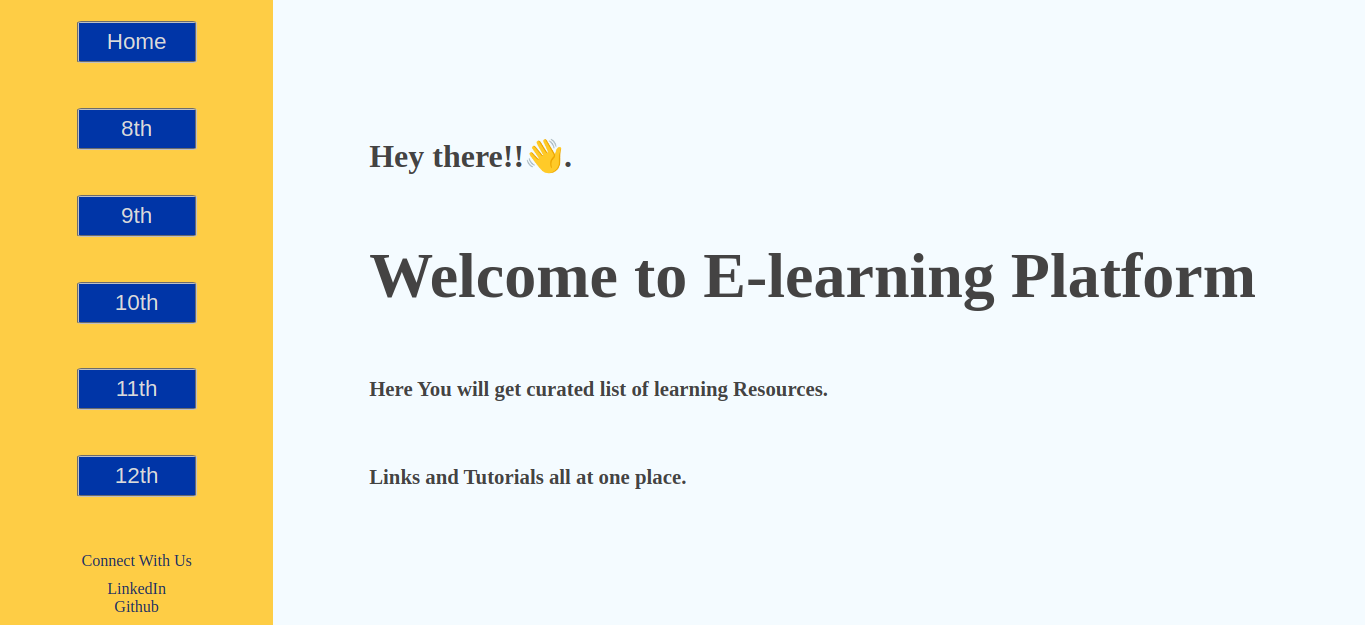 Home
8th
9th
10th
11th
12th
Connect With Us
LinkedIn
Github
Hey there!!👋.
Welcome to E-learning Platform
Here You will get curated list of learning Resources.
Links and Tutorials all at one place.